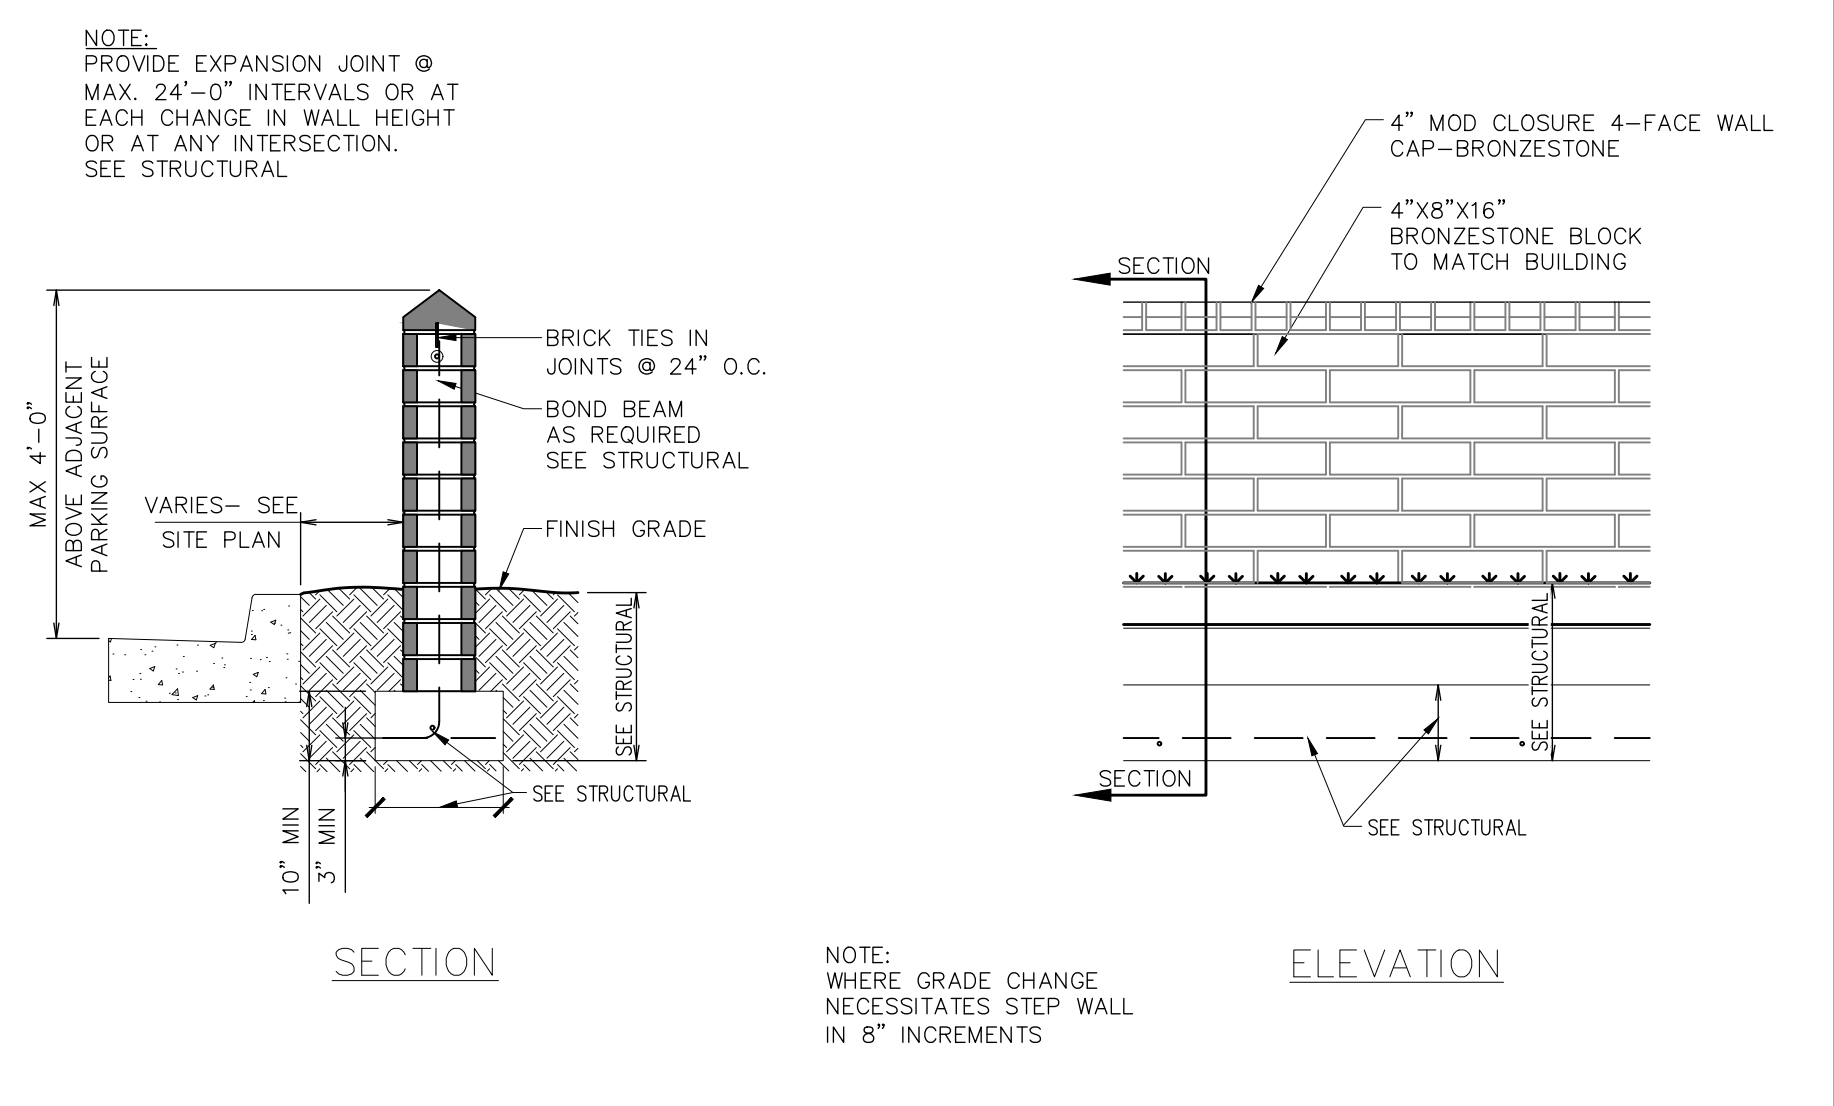 NOTE:
PROVIDE EXPANSION JOINT @
MAX. 24'-0" INTERVALS OR AT
EACH CHANGE IN WALL HEIGHT
OR AT ANY INTERSECTION.
SEE STRUCTURAL
4" MOD CLOSURE 4-FACE WALL
CAP-BRONZESTONE
4"X8"X16"
BRONZESTONE BLOCK
TO MATCH BUILDING
SECTION
BRICK TIES IN
JOINTS @ 24" O.C.
BOND BEAM
AS REQUIRED
SEE STRUCTURAL
MAX 4'-0"
ABOVE ADJACENT
PARKING SURFACE
VARIES- SEE
SITE PLAN
FINISH GRADE
SEE STRUCTURAL
SEE STRUCTURAL
10" MIN
3" MIN
SEE STRUCTURAL
SECTION
SEE STRUCTURAL
SECTION
ELEVATION
NOTE:
WHERE GRADE CHANGE
NECESSITATES STEP WALL
IN 8" INCREMENTS